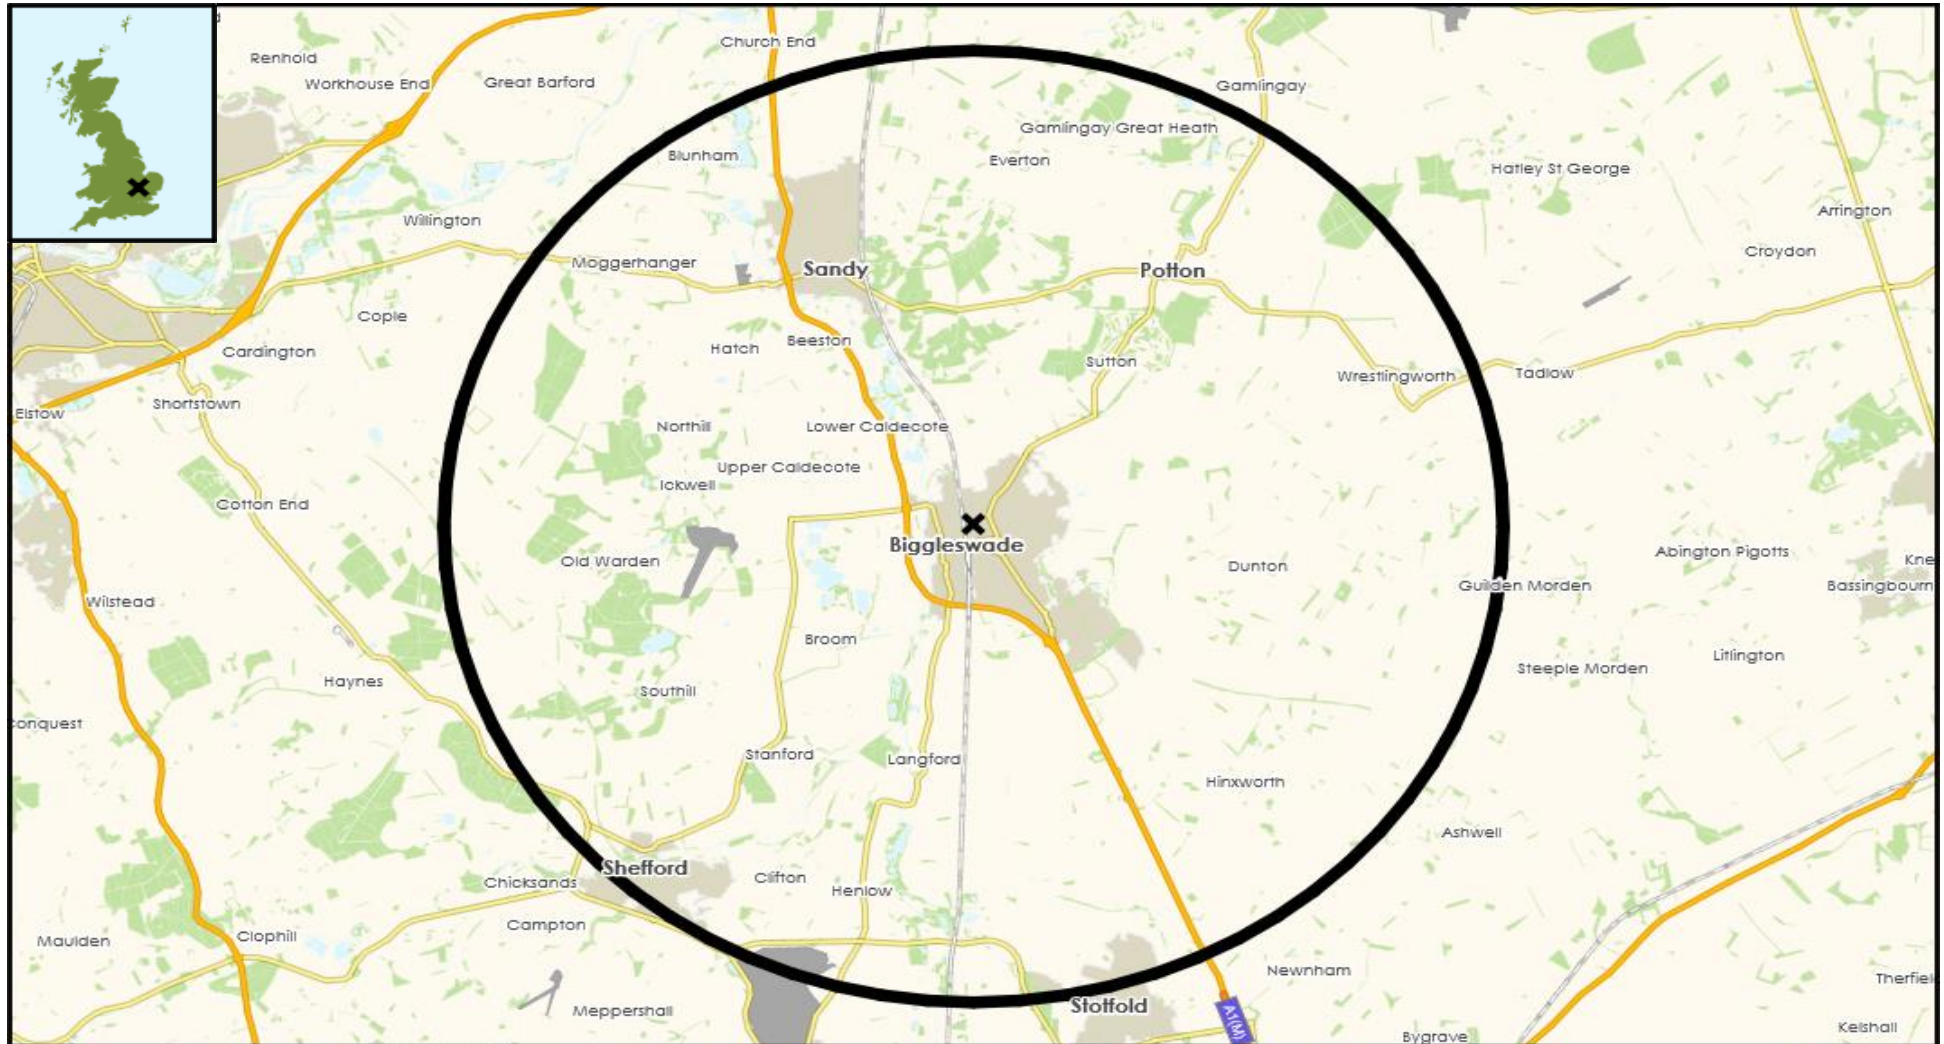 Church End
Renhold
Workhouse End
Great Barford
Gamlingay
Gamlingay Great Heath
Blunham
Everton
Hatley St George
Willington
Arrington
Croydon
Moggerhanger
Sandy
Potton
Cople
Beeston
Hatch
Cardington
Sutton
Tadlow
Wrestlingworth
Shortstown
Elstow
Northill
Lower Caldecote
Upper Caldecote
Ickwell
Cotton End
Biggleswade
Abington Pigotts
Old Warden
Dunton
Kne
Guilden Morden
Bassingbourn
Wilstead
Broom
Litlington
Steeple Morden
Haynes
Southill
onquest
Stanford
Langford
Hinxworth
Ashwell
Shefford
Clifton
Chicksands
Henlow
Campton
Clophill
Maulden
Newnham
Therfiel
Stotfold
Meppershall
A1(M)
Kelshall
Bygrave